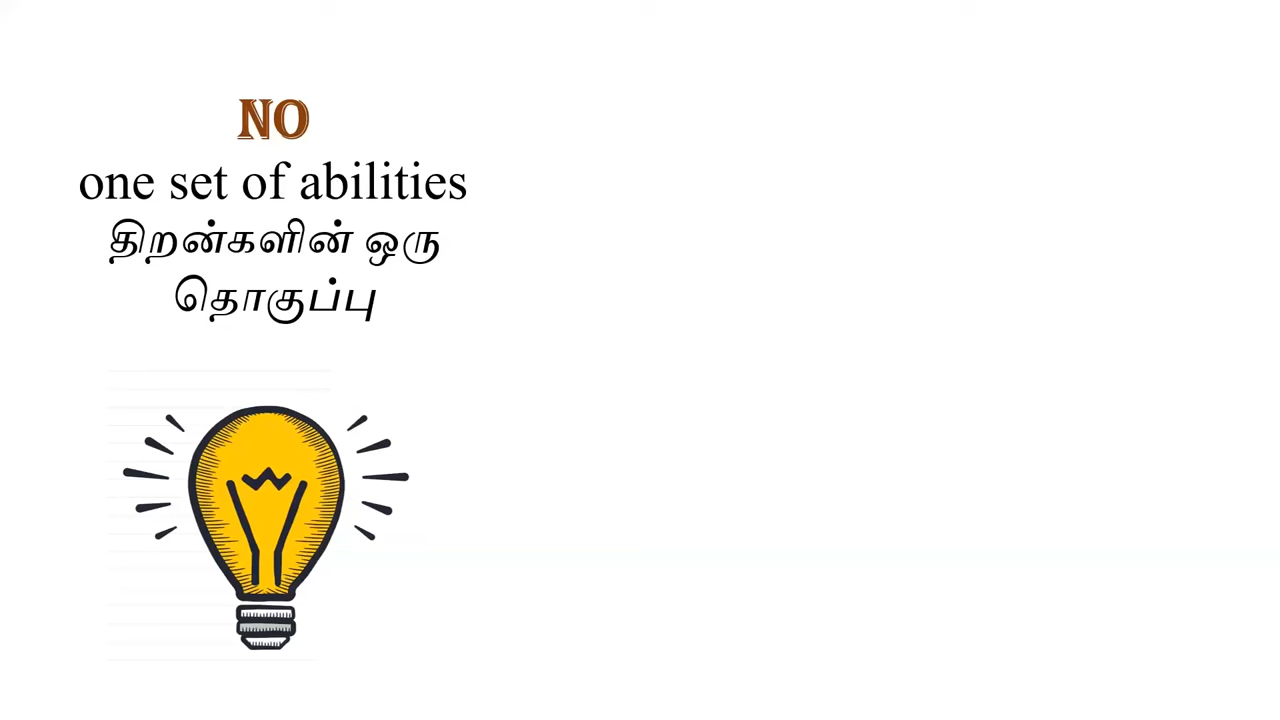 NO
one set of abilities
திறன்களின் ஒரு
தொகுப்பு